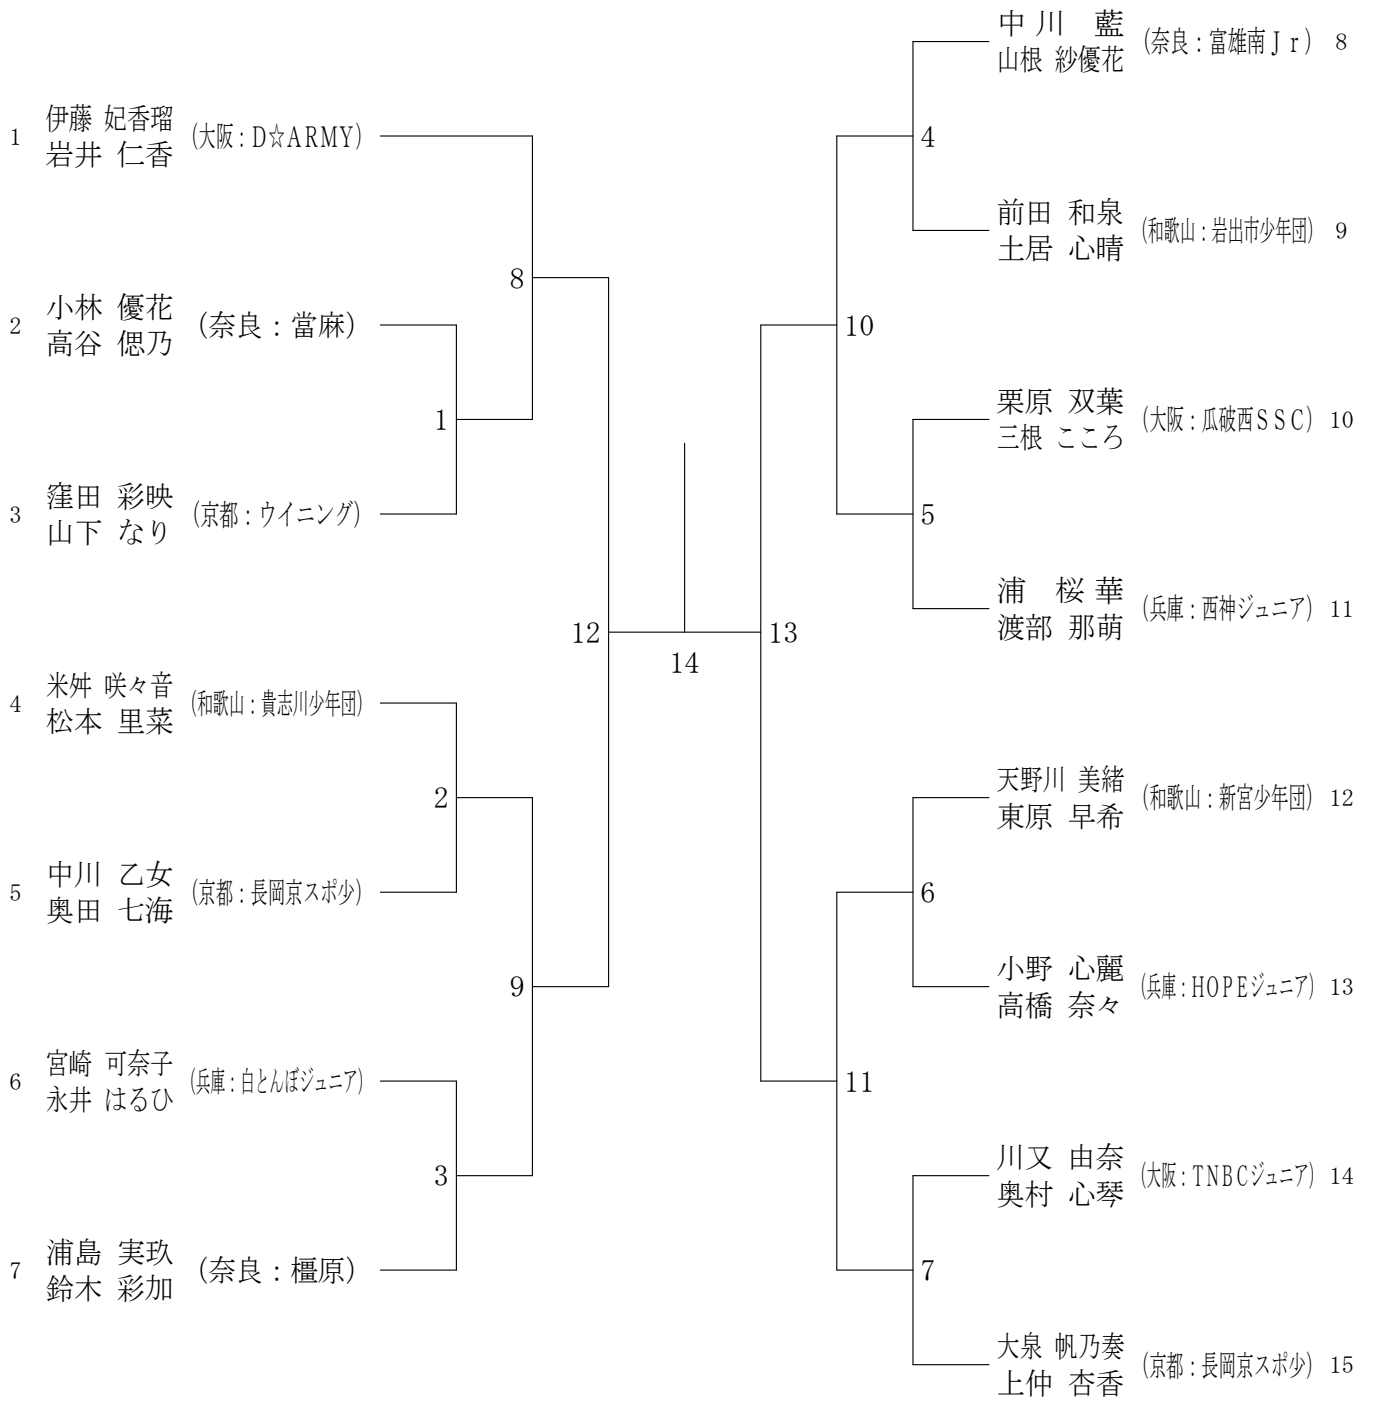 1 伊藤 妃香瑠 (大阪：D☆ARMY)
岩井 仁香
2 小林 優花 (奈良：當麻)
高谷 偲乃
3 窪田 彩映 (京都：ウイニング)
山下 なり
4 米舛 咲々音 (和歌山：貴志川少年団)
松本 里菜
5 中川 乙女 (京都：長岡京スポ少)
奥田 七海
6 宮崎 可奈子 (兵庫：白とんぼジュニア)
永井 はるひ
7 浦島 実玖 (奈良：橿原)
鈴木 彩加
8
1
2
9
3
12
14
13
4
10
5
6
11
7
中川 藍 (奈良：富雄南Jr) 8
山根 紗優花
前田 和泉 (和歌山：岩出市少年団) 9
土居 心晴
栗原 双葉 (大阪：瓜破西SSC) 10
三根 こころ
浦 桜華 (兵庫：西神ジュニア) 11
渡部 那萌
天野川 美緒 (和歌山：新宮少年団) 12
東原 早希
小野 心麗 (兵庫：HOPEジュニア) 13
高橋 奈々
川又 由奈 (大阪：TNBCジュニア) 14
奥村 心琴
大泉 帆乃奏 (京都：長岡京スポ少) 15
上仲 杏香